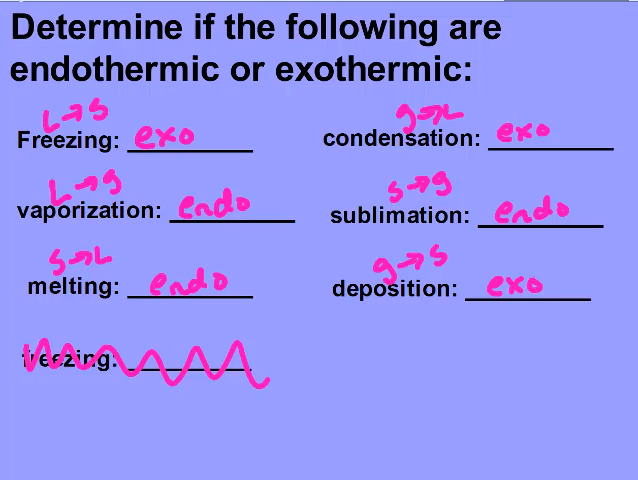 Determine if the following are
endothermic or exothermic:
L → s
g → L
Freezing: exo
condensation: exo
L → g
s → g
vaporization: endo
sublimation: endo
s → L
g → s
melting: endo
deposition: exo
freezing: